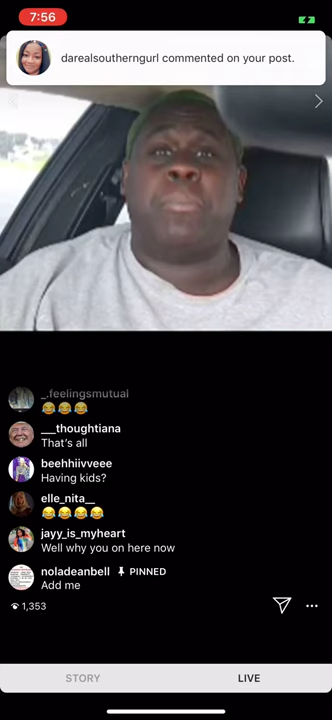 7:56
darealsoutherngurl commented on your post.
_.feelingsmutual
😂😂😂
___thoughtiana
That's all
beehhiivveee
Having kids?
elle_nita__
😂😂😂😂
jayy_is_myheart
Well why you on here now
noladeanbell PINNED
Add me
1,353
STORY
LIVE